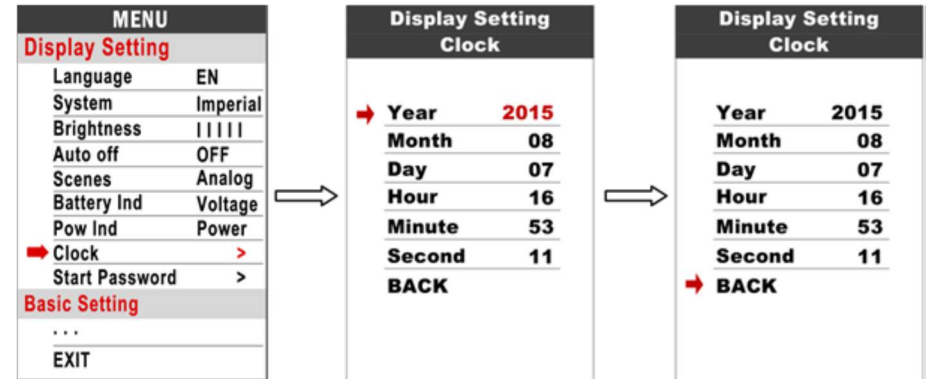 MENU
Display Setting
Language EN
System Imperial
Brightness | | | | |
Auto off OFF
Scenes Analog
Battery Ind Voltage
Pow Ind Power
Clock >
Start Password >
Basic Setting
...
EXIT
Display Setting
Clock
Year 2015
Month 08
Day 07
Hour 16
Minute 53
Second 11
BACK
Display Setting
Clock
Year 2015
Month 08
Day 07
Hour 16
Minute 53
Second 11
BACK